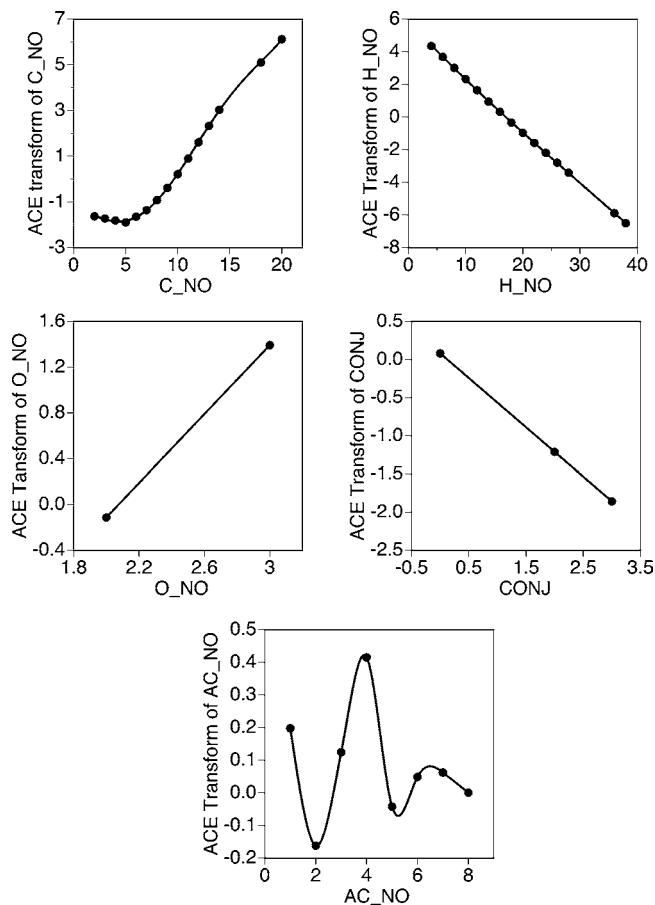 ACE transform of C_NO
7
5
3
1
-1
-3
0 5 10 15 20
C_NO
ACE Transform of H_NO
6
4
2
0
-2
-4
-6
-8
0 10 20 30 40
H_NO
ACE Tansform of O_NO
1.6
1.2
0.8
0.4
0.0
-0.4
1.8 2.2 2.6 3
O_NO
ACE Transform of CONJ
0.5
0.0
-0.5
-1.0
-1.5
-2.0
-2.5
-0.5 0.5 1.5 2.5 3.5
CONJ
ACE Transform of AC_NO
0.5
0.4
0.3
0.2
0.1
0.0
-0.1
-0.2
0 2 4 6 8
AC_NO